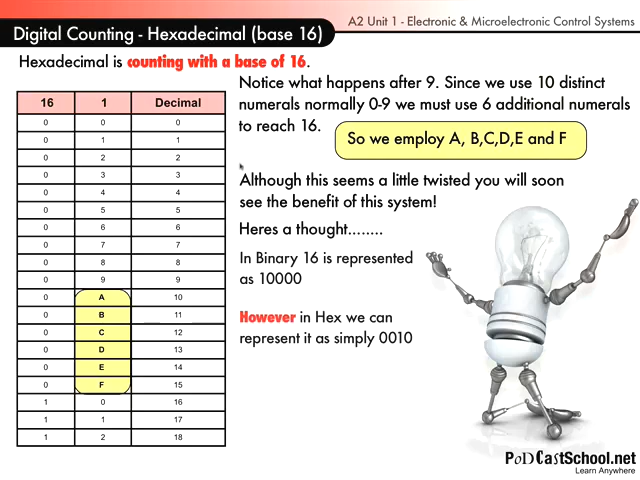 A2 Unit 1 - Electronic & Microelectronic Control Systems
Digital Counting - Hexadecimal (base 16)
Hexadecimal is counting with a base of 16.
16 1 Decimal
0 0 0
0 1 1
0 2 2
0 3 3
0 4 4
0 5 5
0 6 6
0 7 7
0 8 8
0 9 9
0 A 10
0 B 11
0 C 12
0 D 13
0 E 14
0 F 15
1 0 16
1 1 17
1 2 18
Notice what happens after 9. Since we use 10 distinct
numerals normally 0-9 we must use 6 additional numerals
to reach 16.
So we employ A, B,C,D,E and F
Although this seems a little twisted you will soon
see the benefit of this system!
Heres a thought........
In Binary 16 is represented
as 10000
However in Hex we can
represent it as simply 0010
PoDCastSchool.net
Learn Anywhere